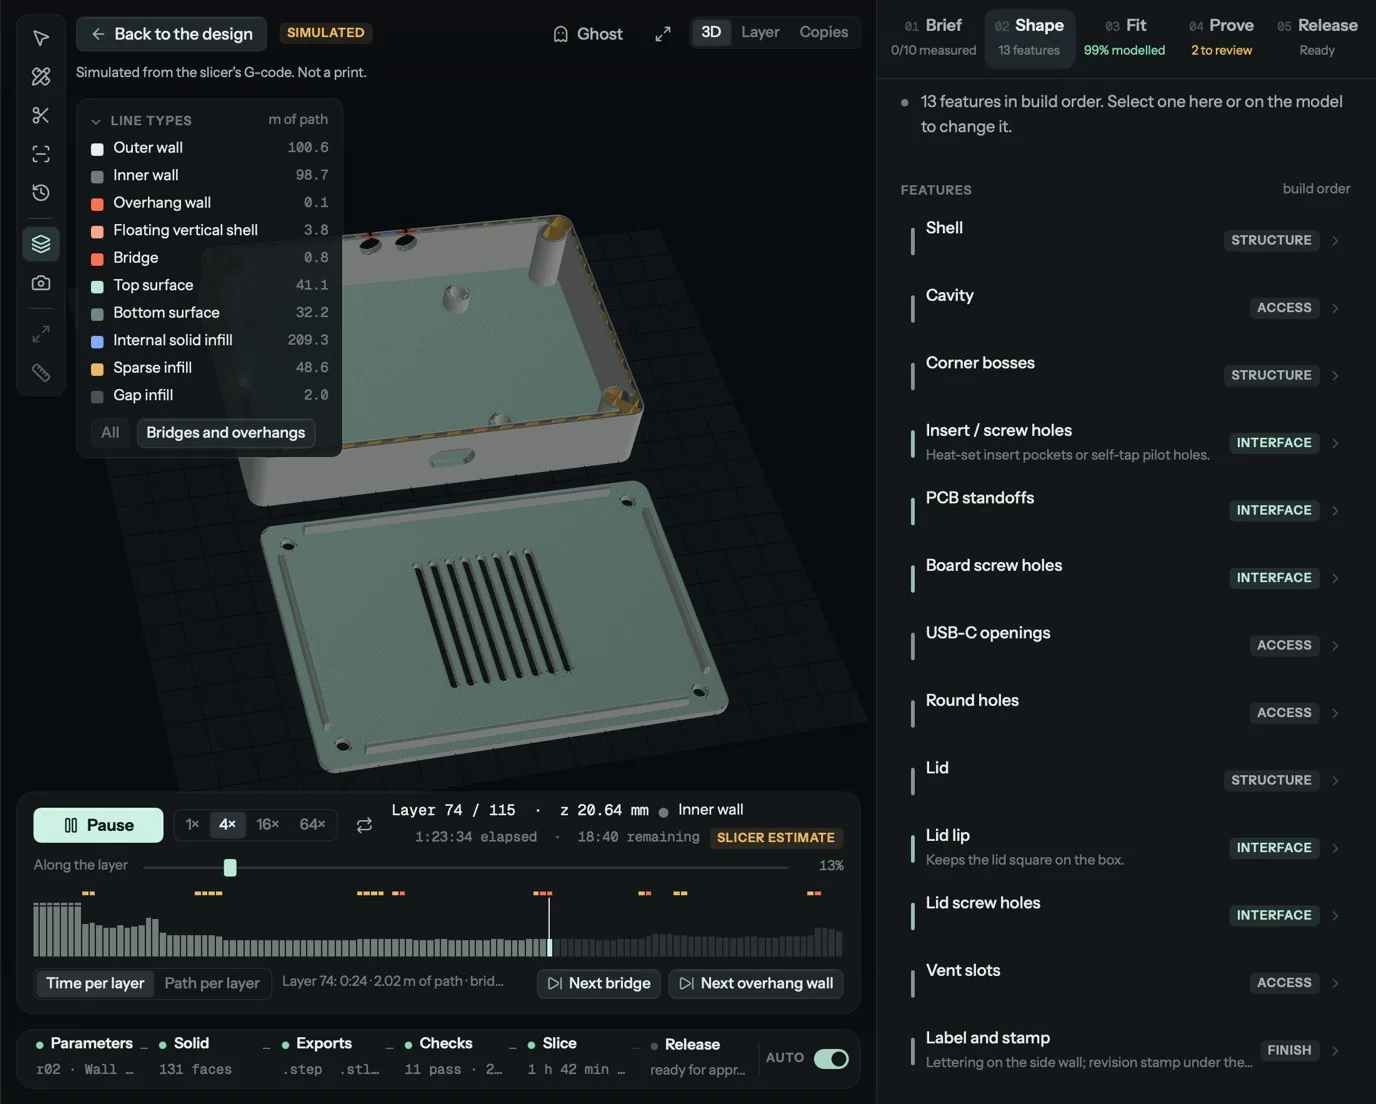 Back to the design
SIMULATED
Ghost
3D
Layer
Copies
Simulated from the slicer's G-code. Not a print.
LINE TYPES
m of path
Outer wall 100.6
Inner wall 98.7
Overhang wall 0.1
Floating vertical shell 3.8
Bridge 0.8
Top surface 41.1
Bottom surface 32.2
Internal solid infill 209.3
Sparse infill 48.6
Gap infill 2.0
All
Bridges and overhangs
Pause
1×
4×
16×
64×
Layer 74 / 115 · z 20.64 mm
Inner wall
1:23:34 elapsed · 18:40 remaining
SLICER ESTIMATE
Along the layer
13%
Time per layer
Path per layer
Layer 74: 0:24 · 2.02 m of path · brid…
Next bridge
Next overhang wall
Parameters
r02 · Wall …
Solid
131 faces
Exports
.step .stl…
Checks
11 pass · 2…
Slice
1 h 42 min …
Release
ready for appr…
AUTO
01 Brief
0/10 measured
02 Shape
13 features
03 Fit
99% modelled
04 Prove
2 to review
05 Release
Ready
13 features in build order. Select one here or on the model
to change it.
FEATURES
build order
Shell
STRUCTURE
Cavity
ACCESS
Corner bosses
STRUCTURE
Insert / screw holes
Heat-set insert pockets or self-tap pilot holes.
INTERFACE
PCB standoffs
INTERFACE
Board screw holes
INTERFACE
USB-C openings
ACCESS
Round holes
ACCESS
Lid
STRUCTURE
Lid lip
Keeps the lid square on the box.
INTERFACE
Lid screw holes
INTERFACE
Vent slots
ACCESS
Label and stamp
Lettering on the side wall; revision stamp under the…
FINISH